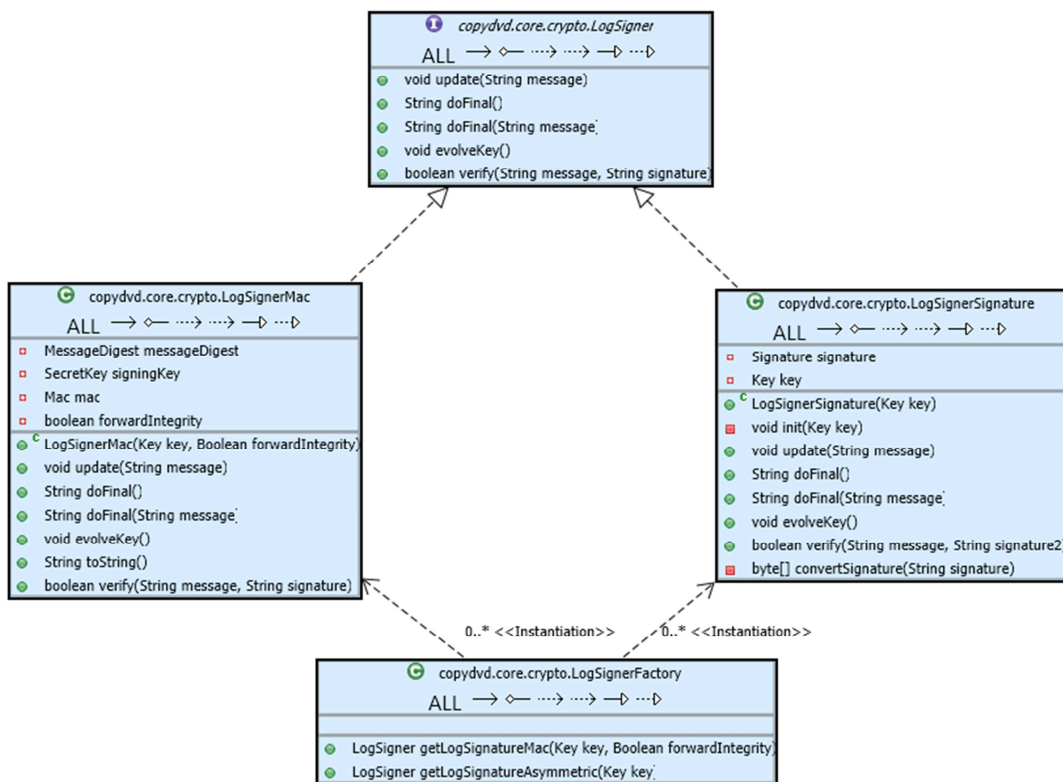 I copydvd.core.crypto.LogSigner
ALL
void update(String message)
String doFinal()
String doFinal(String message)
void evolveKey()
boolean verify(String message, String signature)
C copydvd.core.crypto.LogSignerMac
ALL
MessageDigest messageDigest
SecretKey signingKey
Mac mac
boolean forwardIntegrity
C LogSignerMac(Key key, Boolean forwardIntegrity)
void update(String message)
String doFinal()
String doFinal(String message)
void evolveKey()
String toString()
boolean verify(String message, String signature)
C copydvd.core.crypto.LogSignerSignature
ALL
Signature signature
Key key
C LogSignerSignature(Key key)
void init(Key key)
void update(String message)
String doFinal()
String doFinal(String message)
void evolveKey()
boolean verify(String message, String signature2)
byte[] convertSignature(String signature)
0..* <<Instantiation>>
0..* <<Instantiation>>
C copydvd.core.crypto.LogSignerFactory
ALL
LogSigner getLogSignatureMac(Key key, Boolean forwardIntegrity)
LogSigner getLogSignatureAsymmetric(Key key)